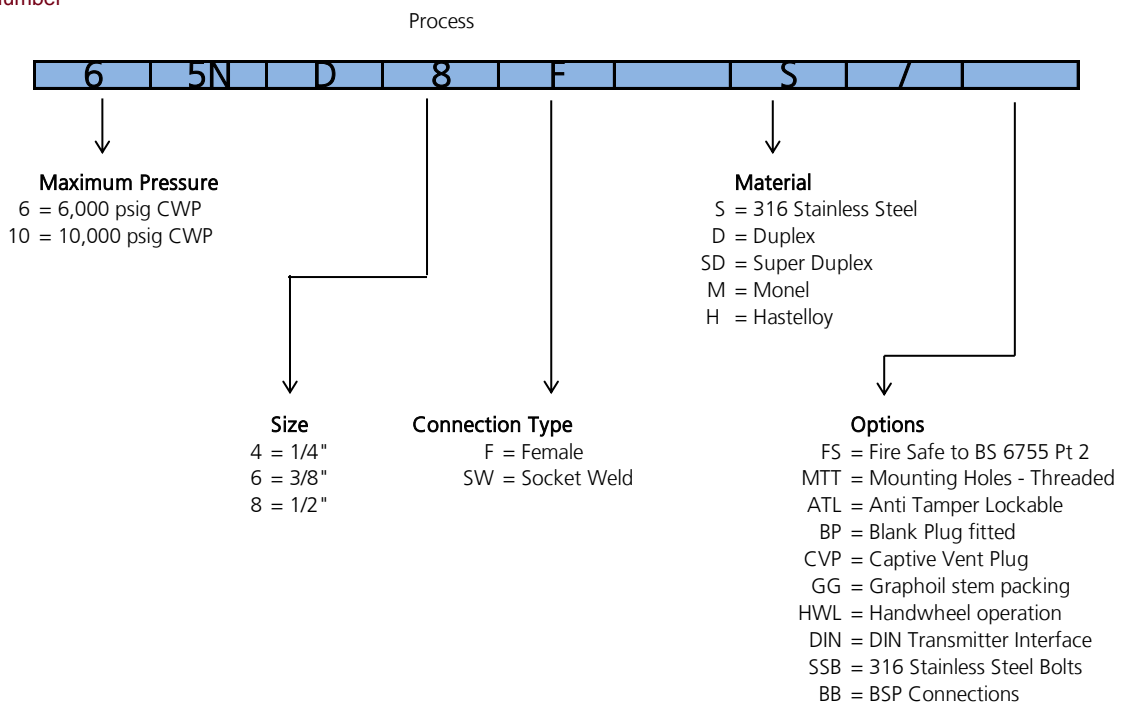 Process
6 5N D 8 F S /
Maximum Pressure
6 = 6,000 psig CWP
10 = 10,000 psig CWP
Material
S = 316 Stainless Steel
D = Duplex
SD = Super Duplex
M = Monel
H = Hastelloy
Size
4 = 1/4"
6 = 3/8"
8 = 1/2"
Connection Type
F = Female
SW = Socket Weld
Options
FS = Fire Safe to BS 6755 Pt 2
MTT = Mounting Holes - Threaded
ATL = Anti Tamper Lockable
BP = Blank Plug fitted
CVP = Captive Vent Plug
GG = Graphoil stem packing
HWL = Handwheel operation
DIN = DIN Transmitter Interface
SSB = 316 Stainless Steel Bolts
BB = BSP Connections